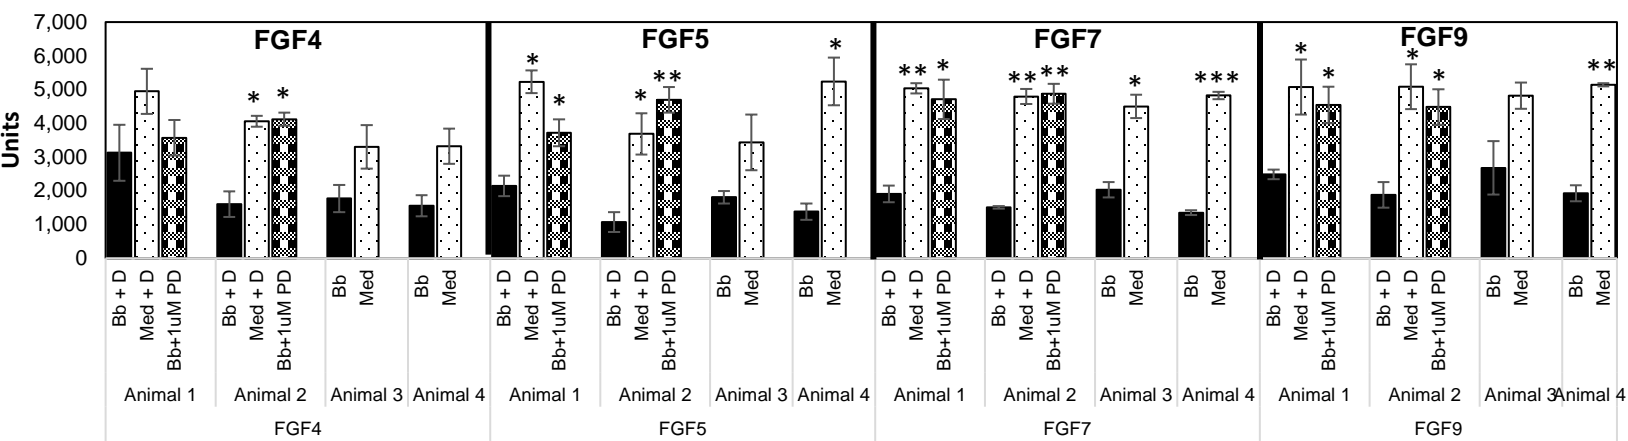 7,000
6,000
5,000
4,000
3,000
2,000
1,000
0
Units
FGF4 FGF5 FGF7 FGF9
* * * * * ** * ** * ** ** * *** * * * * **
Bb + D Med + D Bb+1uM PD Bb + D Med + D Bb+1uM PD Bb Med Bb Med Bb + D Med + D Bb+1uM PD Bb + D Med + D Bb+1uM PD Bb Med Bb Med Bb + D Med + D Bb+1uM PD Bb + D Med + D Bb+1uM PD Bb Med Bb Med Bb + D Med + D Bb+1uM PD Bb + D Med + D Bb+1uM PD Bb Med Bb Med
Animal 1 Animal 2 Animal 3 Animal 4 Animal 1 Animal 2 Animal 3 Animal 4 Animal 1 Animal 2 Animal 3 Animal 4 Animal 1 Animal 2 Animal 3 Animal 4
FGF4 FGF5 FGF7 FGF9